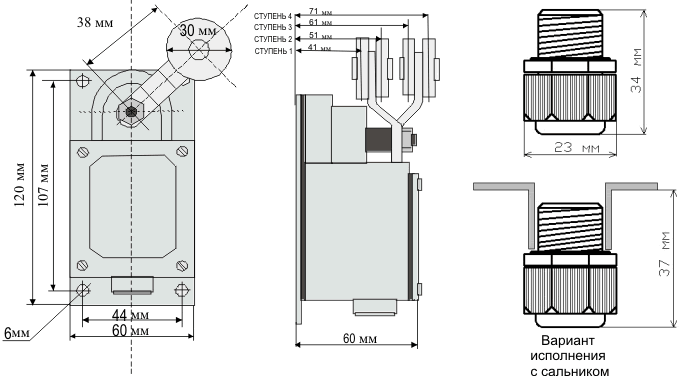 38 мм
30 мм
120 мм
107 мм
6мм
44 мм
60 мм
СТУПЕНЬ 4
71 мм
СТУПЕНЬ 3
61 мм
СТУПЕНЬ 2
51 мм
СТУПЕНЬ 1
41 мм
60 мм
34 мм
23 мм
37 мм
Вариант
исполнения
с сальником